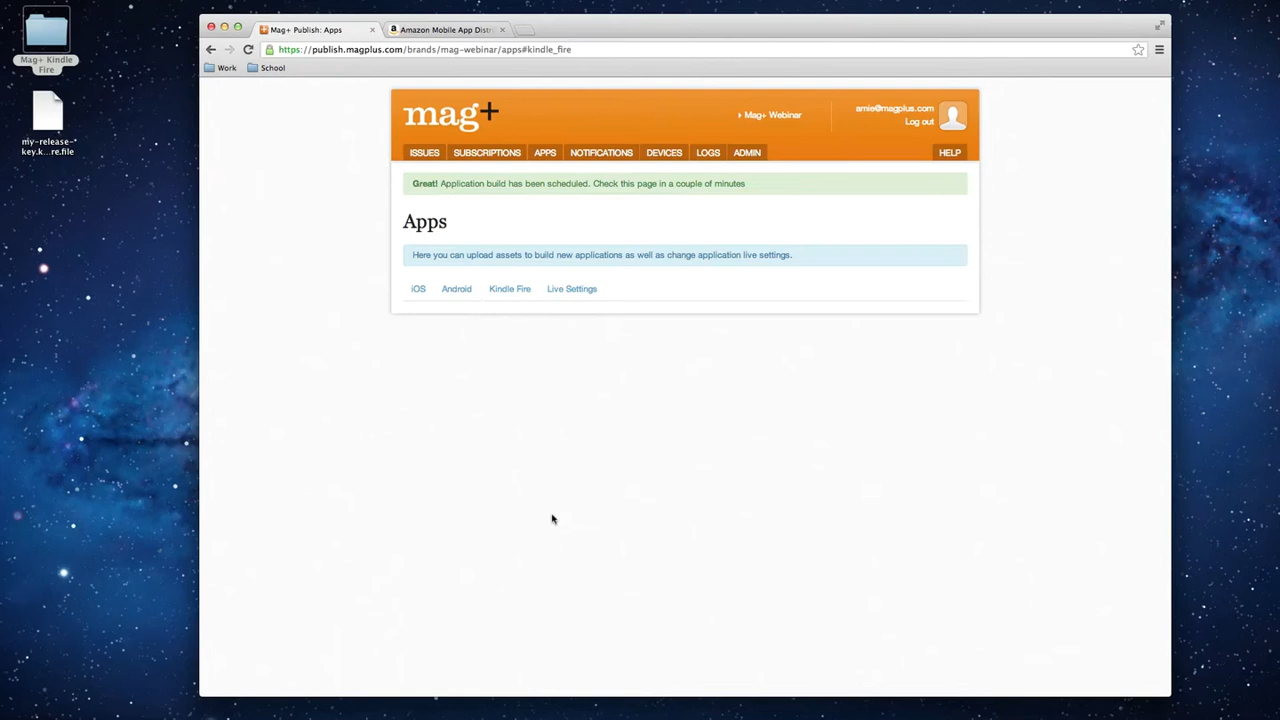 Mag+ Kindle
Fire
my-release-
key.k...re.file
Mag+ Publish: Apps
Amazon Mobile App Distri
https://publish.magplus.com/brands/mag-webinar/apps#kindle_fire
Work School
mag+
Mag+ Webinar
amie@magplus.com
Log out
ISSUES SUBSCRIPTIONS APPS NOTIFICATIONS DEVICES LOGS ADMIN HELP
Great! Application build has been scheduled. Check this page in a couple of minutes
Apps
Here you can upload assets to build new applications as well as change application live settings.
iOS Android Kindle Fire Live Settings